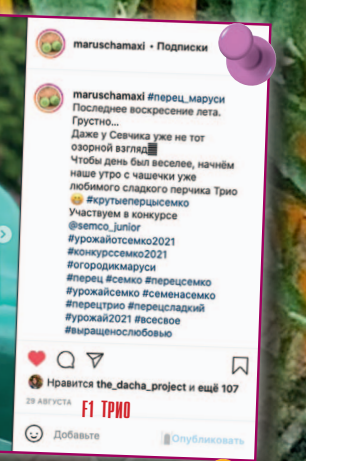 maruschamaxi • Подписки
maruschamaxi #перец_маруси
Последнее воскресение лета.
Грустно...
Даже у Севчика уже не тот
озорной взгляд
Чтобы день был веселее, начнём
наше утро с чашечки уже
любимого сладкого перчика Трио
#крутыеперцысемко
Участвуем в конкурсе
@semco_junior
#урожайотсемко2021
#конкурссемко2021
#огородикмаруси
#перец #семко #перецсемко
#урожайсемко #семенасемко
#перецтрио #перецсладкий
#урожай2021 #всесвое
#выращенослюбовью
Нравится the_dacha_project и ещё 107
29 АВГУСТА
F1 ТРИО
Добавьте
Опубликовать